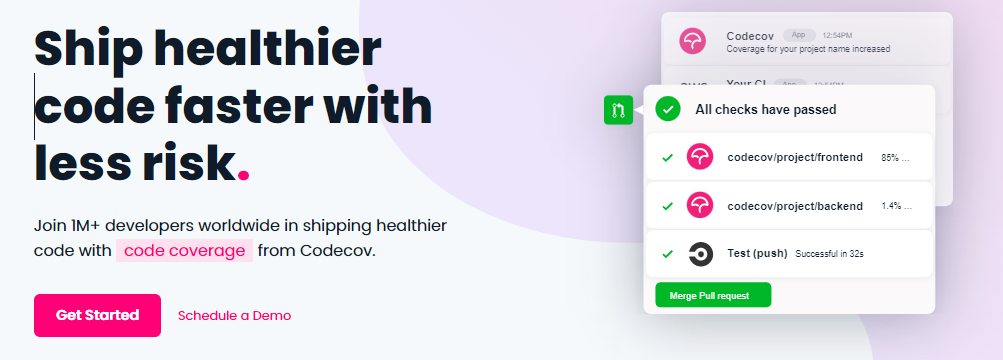 Ship healthier
code faster with
less risk.
Join 1M+ developers worldwide in shipping healthier
code with code coverage from Codecov.
Get Started
Schedule a Demo
Codecov App 12:54PM
Coverage for your project name increased
Your CI App
All checks have passed
codecov/project/frontend 85% ...
codecov/project/backend 1.4% ...
Test (push) Successful in 32s
Merge Pull request